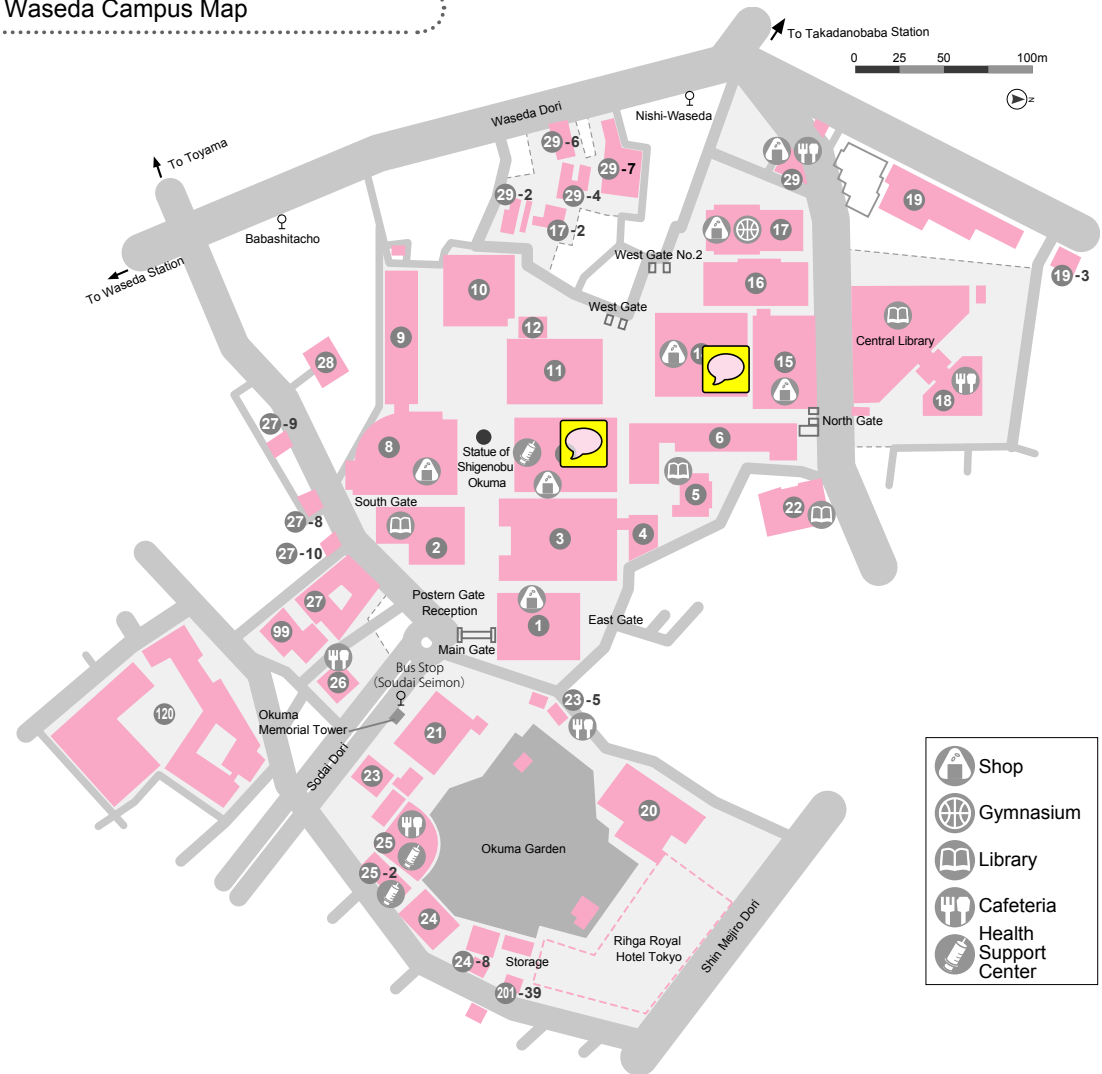 Waseda Campus Map
To Takadanobaba Station
0 25 50 100m
N
Waseda Dori
Nishi-Waseda
To Toyama
Babashitacho
To Waseda Station
29-6
29-7
29-4
29-2
17-2
29
19
19-3
17
West Gate No.2
16
West Gate
10
12
9
11
15
Central Library
18
North Gate
28
27-9
8
Statue of
Shigenobu
Okuma
6
5
22
South Gate
27-8
2
3
4
27-10
27
Postern Gate
Reception
1
East Gate
Main Gate
99
26
Bus Stop
(Soudai Seimon)
120
Okuma
Memorial Tower
21
23-5
Sodai Dori
23
20
25
Okuma Garden
25-2
24
Rihga Royal
Hotel Tokyo
Shin Mejiro Dori
24-8
Storage
201-39
Shop
Gymnasium
Library
Cafeteria
Health
Support
Center